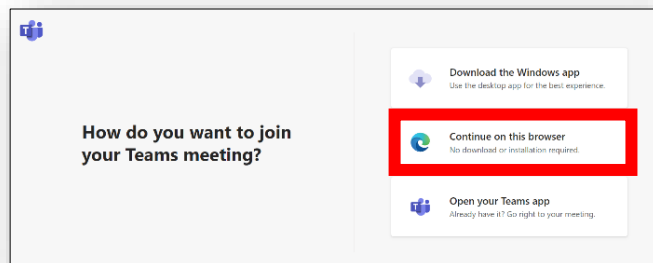 How do you want to join
your Teams meeting?
Download the Windows app
Use the desktop app for the best experience.
Continue on this browser
No download or installation required.
Open your Teams app
Already have it? Go right to your meeting.